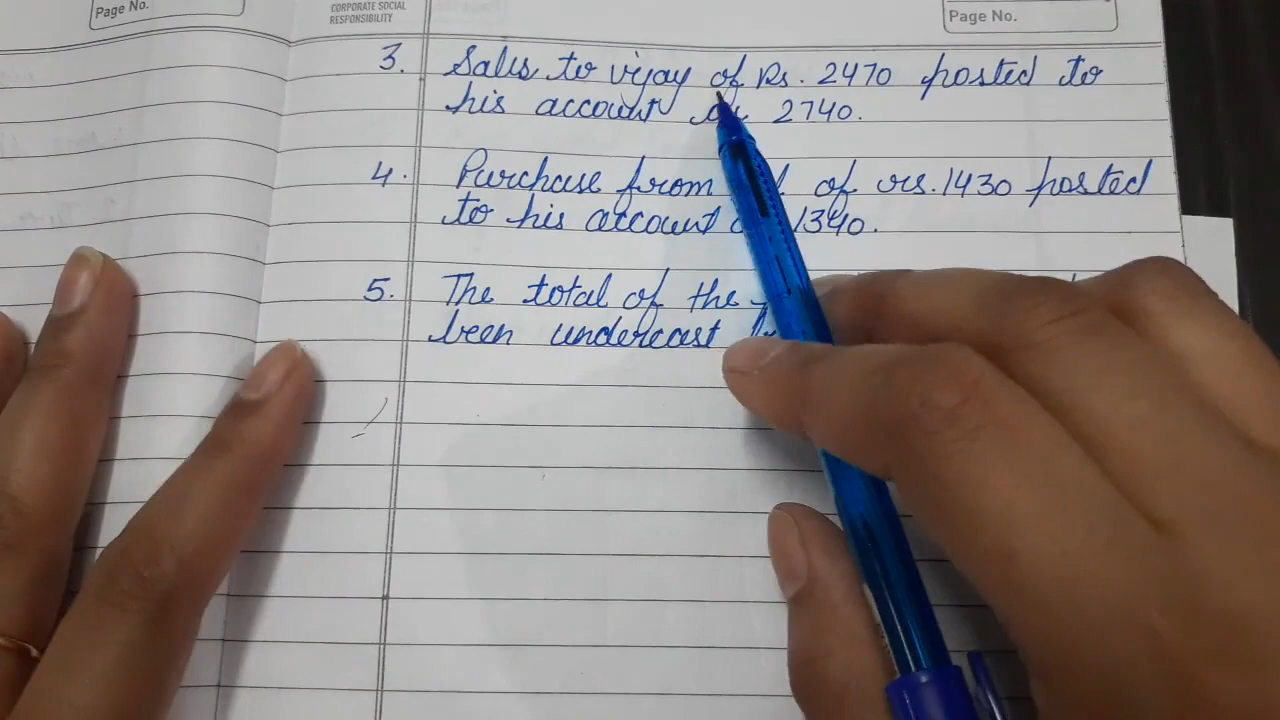 Page No.
CORPORATE SOCIAL
RESPONSIBILITY
Page No.
3. Sales to vijay of Rs. 2470 posted to
his account as 2740.
4. Purchase from of rs. 1430 posted
to his account 1340.
5. The total of the
been undercast